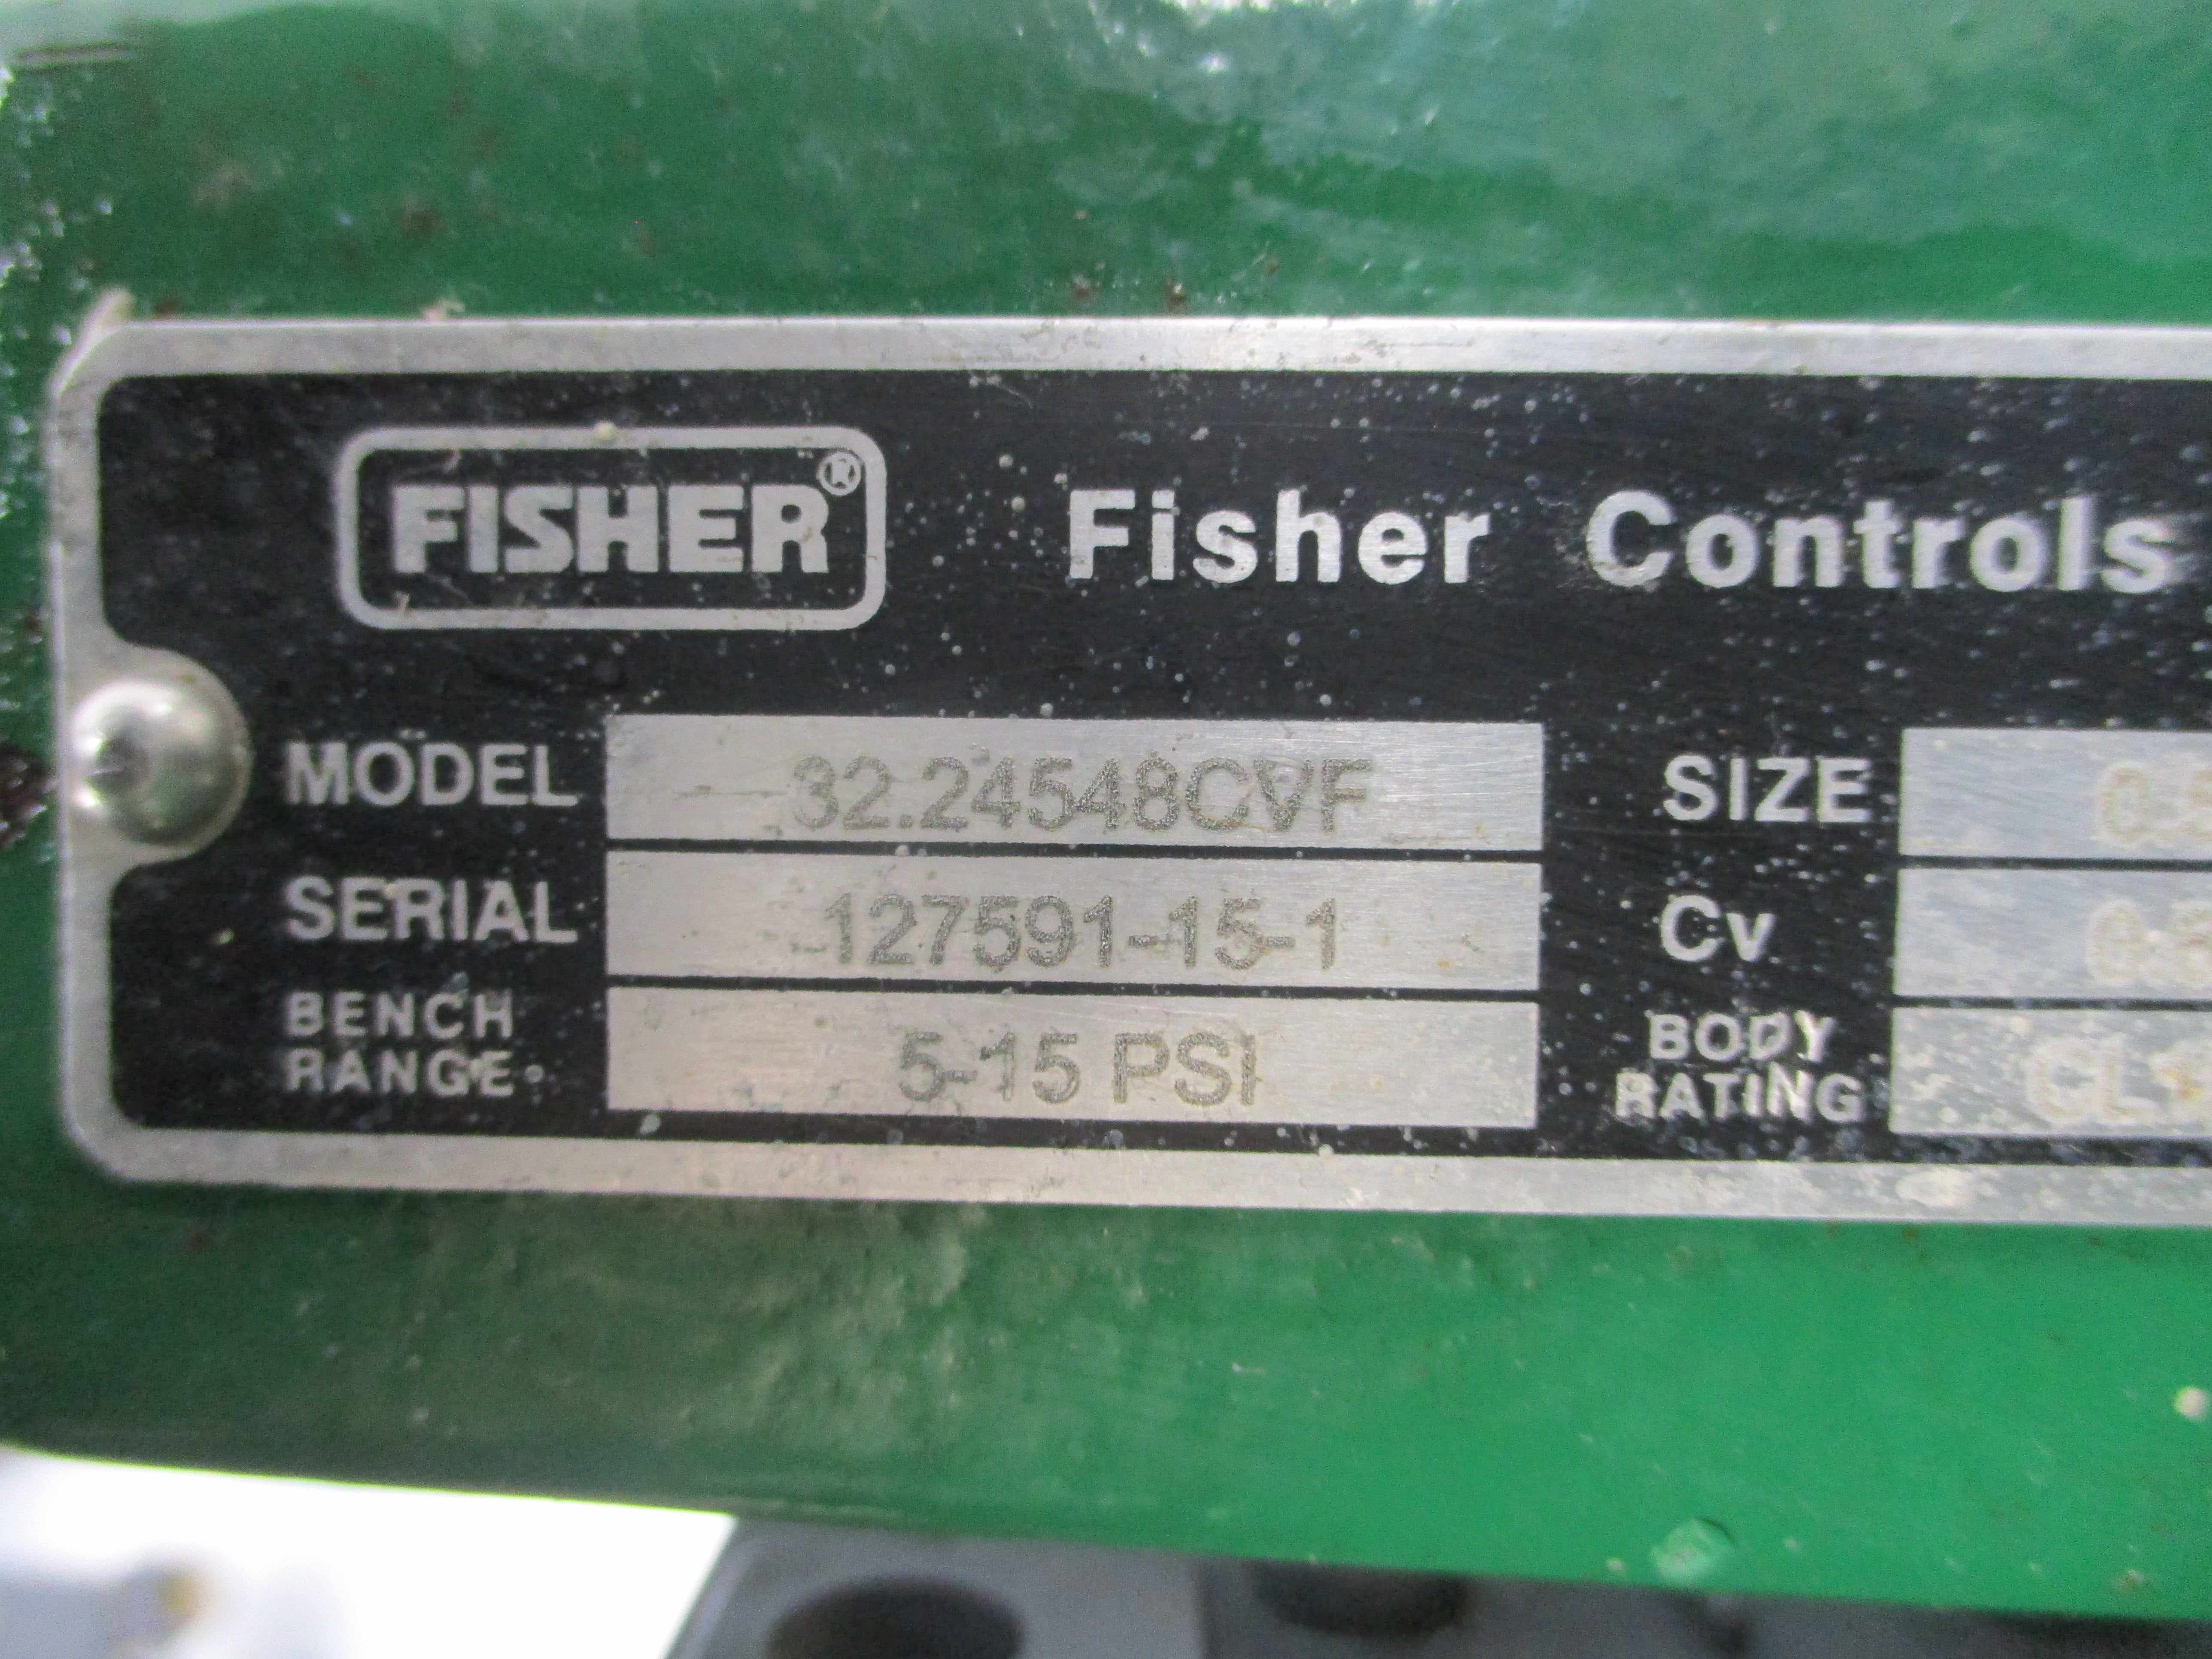 FISHER®
Fisher Controls
MODEL 32.24548CVF SIZE
SERIAL 127591-15-1 Cv
BENCH RANGE 5-15 PSI BODY RATING